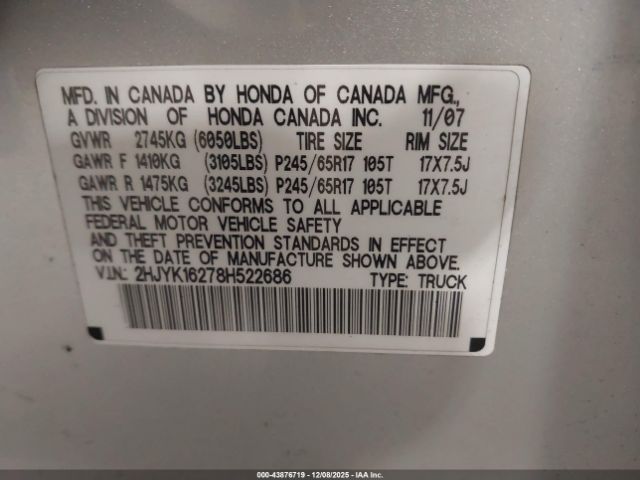 MFD. IN CANADA BY HONDA OF CANADA MFG.,
A DIVISION OF HONDA CANADA INC. 11/07
GVWR 2745KG (6050LBS) TIRE SIZE RIM SIZE
GAWR F 1410KG (3105LBS) P245/65R17 105T 17X7.5J
GAWR R 1475KG (3245LBS) P245/65R17 105T 17X7.5J
THIS VEHICLE CONFORMS TO ALL APPLICABLE
FEDERAL MOTOR VEHICLE SAFETY
AND THEFT PREVENTION STANDARDS IN EFFECT
ON THE DATE OF MANUFACTURE SHOWN ABOVE.
V.I.N.: 2HJYK16278H522686 TYPE: TRUCK
000-43876719 - 12/08/2025 - IAA, Inc.